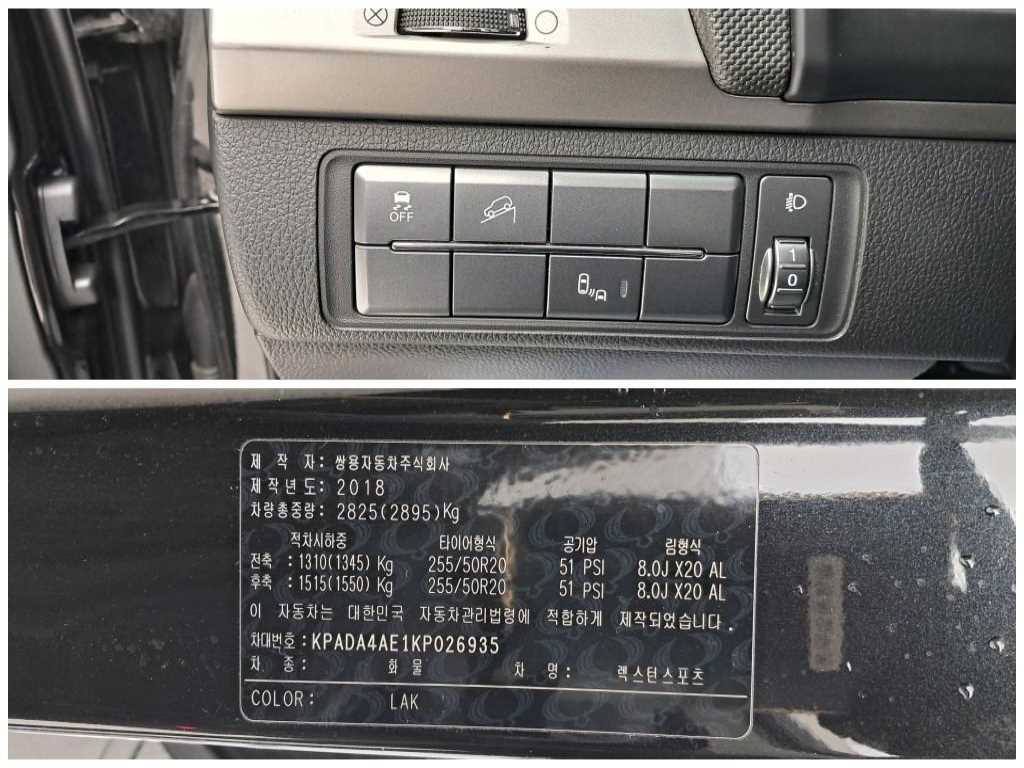 OFF
1
0
제 작 자: 쌍용자동차주식회사
제작년도: 2018
차량총중량: 2825(2895)Kg
적차시하중 타이어형식 공기압 림형식
전축 : 1310(1345) Kg 255/50R20 51 PSI 8.0J X20 AL
후축 : 1515(1550) Kg 255/50R20 51 PSI 8.0J X20 AL
이 자동차는 대한민국 자동차관리법령에 적합하게 제작되었습니다.
차대번호: KPADA4AE1KP026935
차 종: 화물 차 명: 렉스턴스포츠
COLOR: LAK